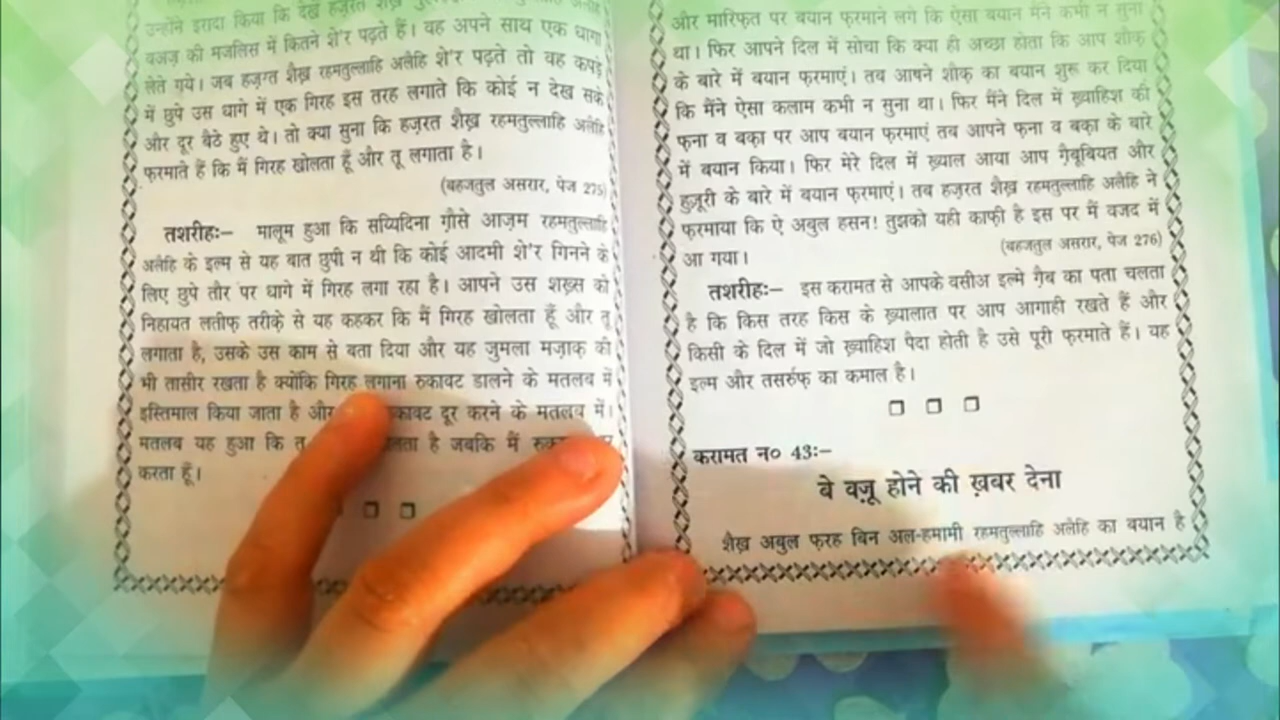 उन्होंने इरादा किया कि देखें हज़रत शैख़
वअज़ की मजलिस में कितने शे'र पढ़ते हैं। वह अपने साथ एक धागा
लेते गये। जब हज़रत शैख़ रहमतुल्लाहि अलैहि शे'र पढ़ते तो वह कपड़े
में छुपे उस धागे में एक गिरह इस तरह लगाते कि कोई न देख सके
और दूर बैठे हुए थे। तो क्या सुना कि हज़रत शैख़ रहमतुल्लाहि अलैहि
फ़रमाते हैं कि मैं गिरह खोलता हूँ और तू लगाता है।
(बहजतुल असरार, पेज 275)
तशरीहः– मालूम हुआ कि सय्यिदिना ग़ौसे आज़म रहमतुल्लाहि
अलैहि के इल्म से यह बात छुपी न थी कि कोई आदमी शे'र गिनने के
लिए छुपे तौर पर धागे में गिरह लगा रहा है। आपने उस शख़्स को
निहायत लतीफ़ तरीक़े से यह कहकर कि मैं गिरह खोलता हूँ और तू
लगाता है, उसके उस काम से बता दिया और यह जुमला मज़ाक़ की
भी तासीर रखता है क्योंकि गिरह लगाना रुकावट डालने के मतलब में
इस्तिमाल किया जाता है और दूर करने के मतलब में।
मतलब यह हुआ कि है जबकि मैं
करता हूँ।
और मारिफ़त पर बयान फ़रमाने लगे कि ऐसा बयान मैंने कभी न सुना
था। फिर आपने दिल में सोचा कि क्या ही अच्छा होता कि आप शौक़
के बारे में बयान फ़रमाएं। तब आपने शौक़ का बयान शुरू कर दिया
कि मैंने ऐसा कलाम कभी न सुना था। फिर मैंने दिल में ख़्वाहिश की
फ़ना व बक़ा पर आप बयान फ़रमाएं तब आपने फ़ना व बक़ा के बारे
में बयान किया। फिर मेरे दिल में ख़्याल आया आप ग़ैबूबियत और
हुज़ूरी के बारे में बयान फ़रमाएं। तब हज़रत शैख़ रहमतुल्लाहि अलैहि ने
फ़रमाया कि ऐ अबुल हसन! तुझको यही काफ़ी है इस पर मैं वजद में
आ गया।
(बहजतुल असरार, पेज 276)
तशरीहः– इस करामत से आपके वसीअ इल्मे ग़ैब का पता चलता
है कि किस तरह किस के ख़्यालात पर आप आगाही रखते हैं और
किसी के दिल में जो ख़्वाहिश पैदा होती है उसे पूरी फ़रमाते हैं। यह
इल्म और तसर्रुफ़ का कमाल है।
करामत न० 43:–
बे वज़ू होने की ख़बर देना
शैख़ अबुल फ़रह बिन अल-हमामी रहमतुल्लाहि अलैहि का बयान है